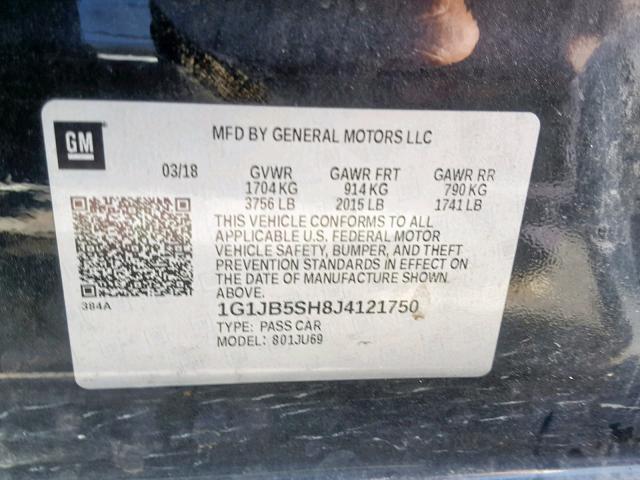 GM
MFD BY GENERAL MOTORS LLC
03/18 GVWR GAWR FRT GAWR RR
1704 KG 914 KG 790 KG
3756 LB 2015 LB 1741 LB
THIS VEHICLE CONFORMS TO ALL
APPLICABLE U.S. FEDERAL MOTOR
VEHICLE SAFETY, BUMPER, AND THEFT
PREVENTION STANDARDS IN EFFECT ON
THE DATE OF MANUFACTURE SHOWN
ABOVE.
384A
1G1JB5SH8J4121750
TYPE: PASS CAR
MODEL: 801JU69